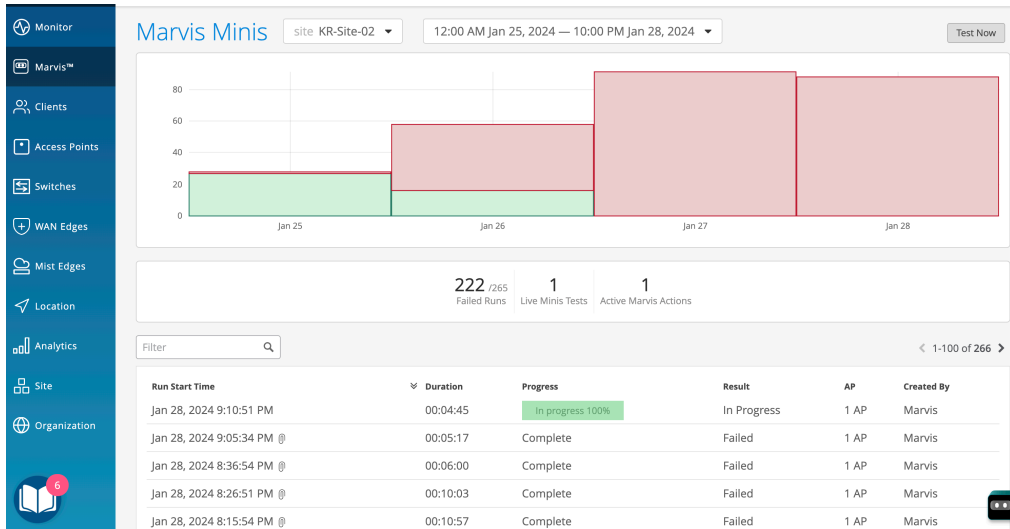 Monitor
Marvis™
Clients
Access Points
Switches
WAN Edges
Mist Edges
Location
Analytics
Site
Organization
6
Marvis Minis
site KR-Site-02
12:00 AM Jan 25, 2024 — 10:00 PM Jan 28, 2024
Test Now
80
60
40
20
0
Jan 25 Jan 26 Jan 27 Jan 28
222 /265 1 1
Failed Runs Live Minis Tests Active Marvis Actions
Filter
1-100 of 266
Run Start Time Duration Progress Result AP Created By
Jan 28, 2024 9:10:51 PM 00:04:45 In progress 100% In Progress 1 AP Marvis
Jan 28, 2024 9:05:34 PM @ 00:05:17 Complete Failed 1 AP Marvis
Jan 28, 2024 8:36:54 PM @ 00:06:00 Complete Failed 1 AP Marvis
Jan 28, 2024 8:26:51 PM @ 00:10:03 Complete Failed 1 AP Marvis
Jan 28, 2024 8:15:54 PM @ 00:10:57 Complete Failed 1 AP Marvis